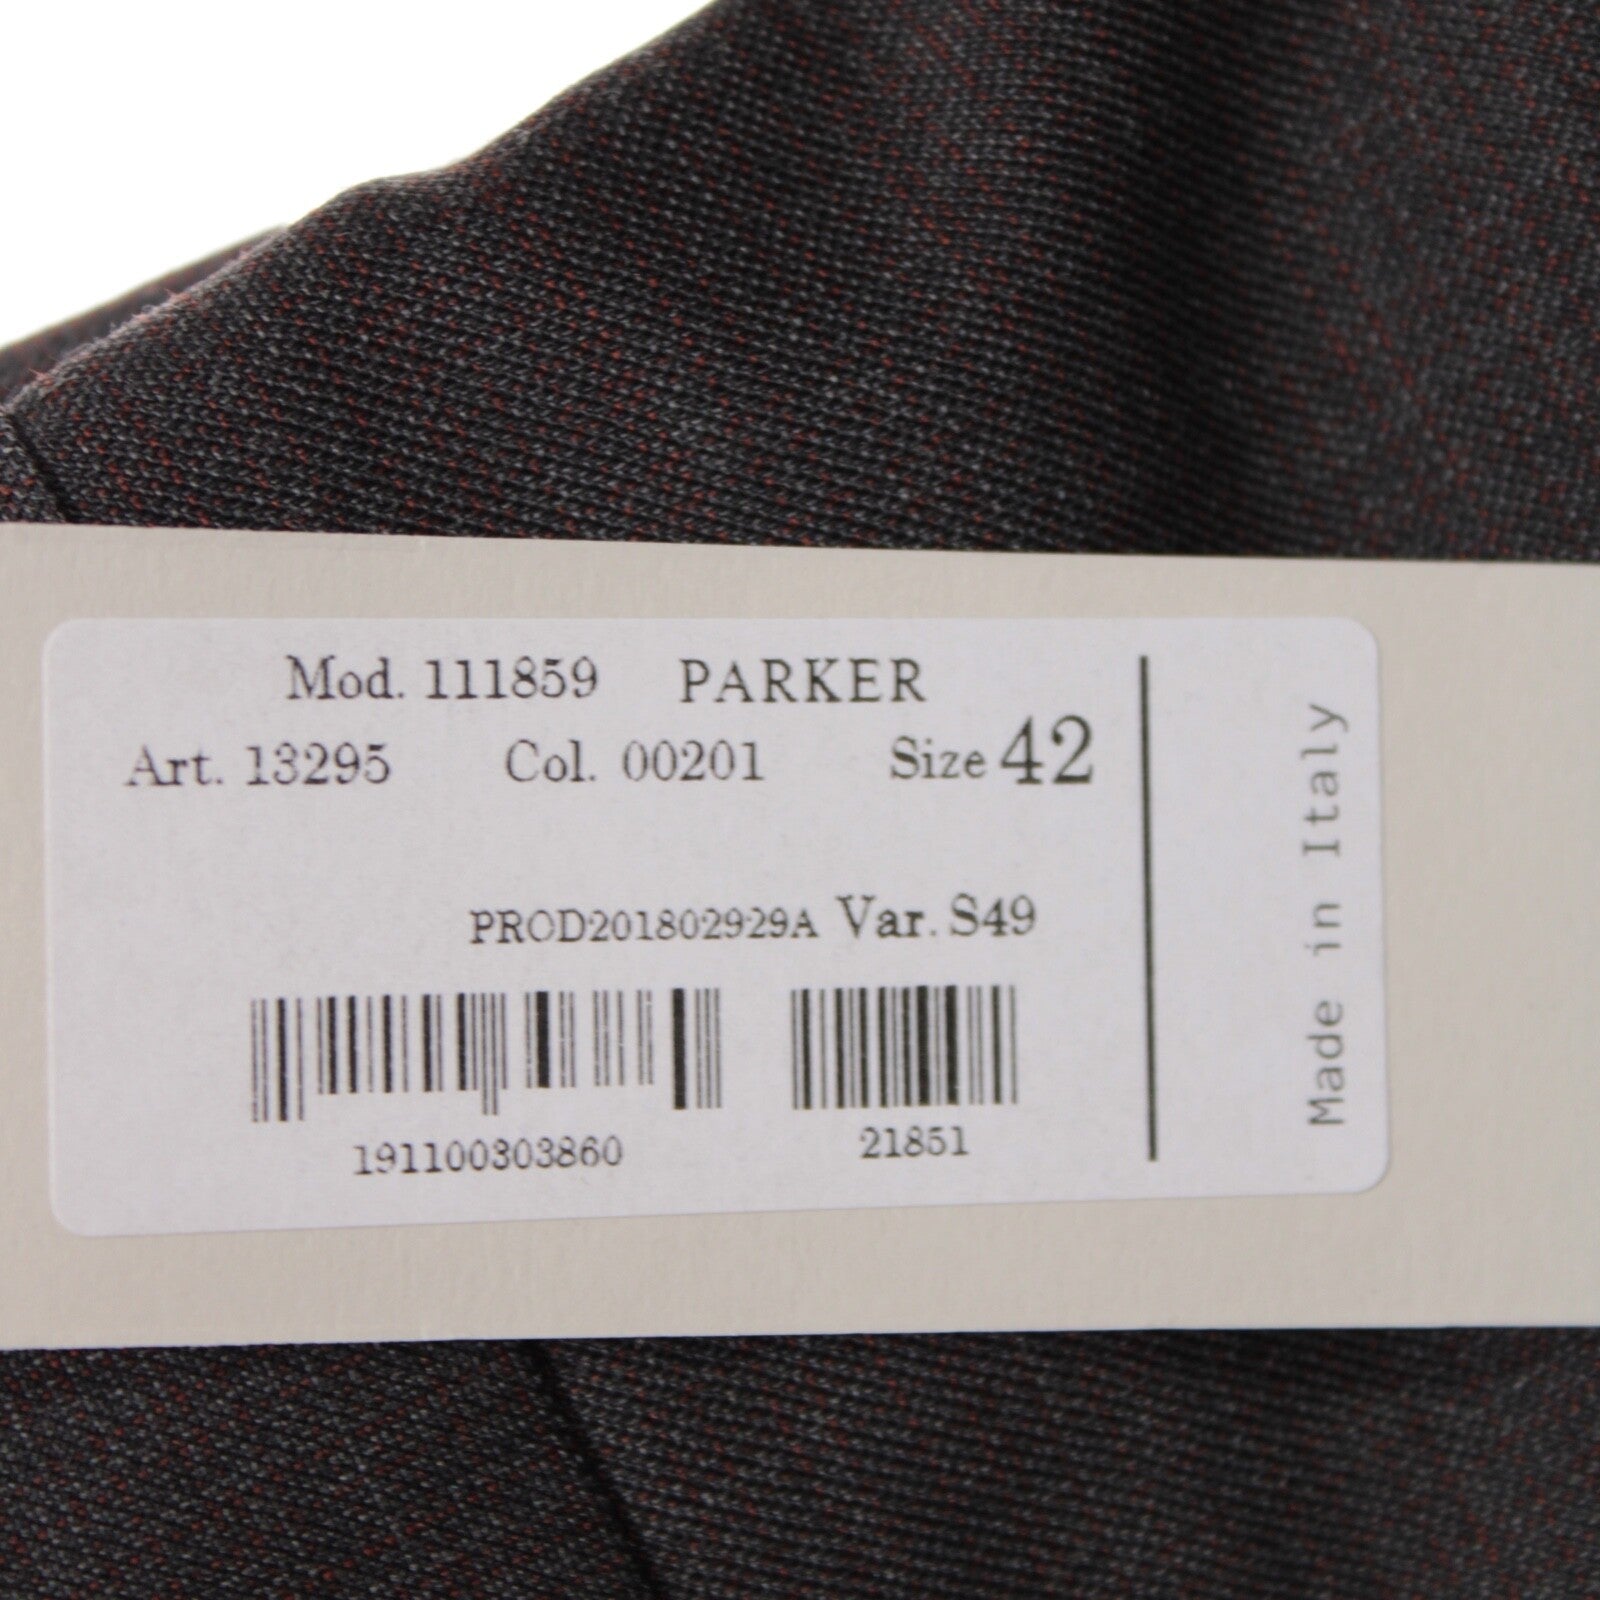 Mod. 111859 PARKER
Art. 13295 Col. 00201 Size 42
PROD201802929A Var. S49
191100303860 21851
Made in Italy